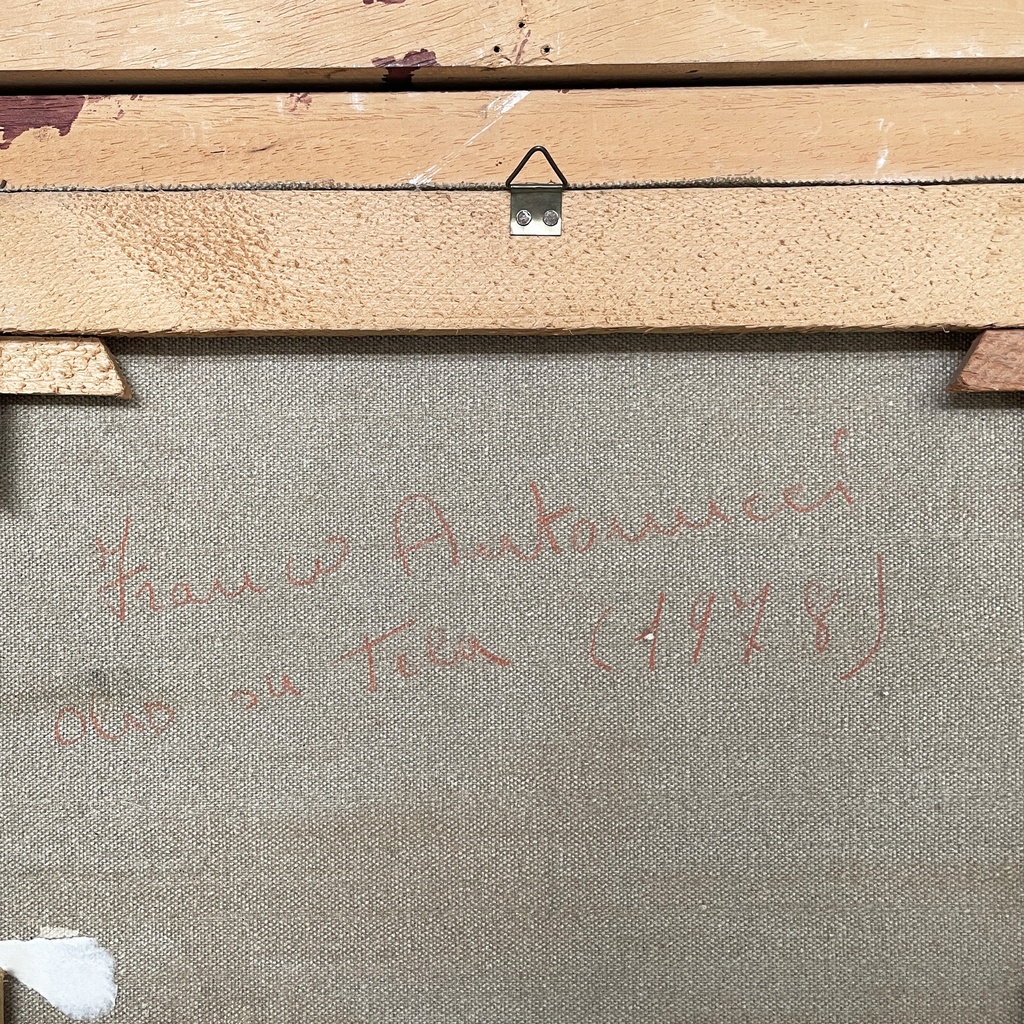 Franco Antonucci
Olio su Tela (1978)